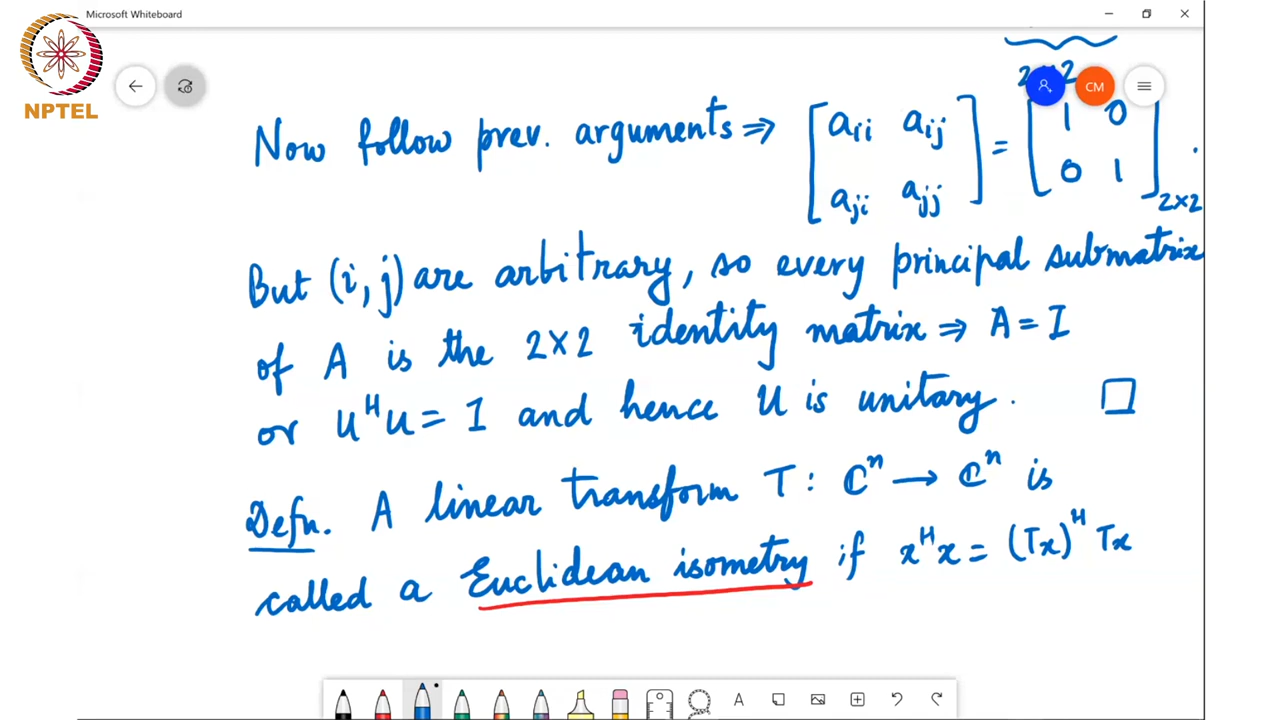 Microsoft Whiteboard
NPTEL
CM
Now follow prev. arguments ⇒ [ a_ii a_ij ; a_ji a_jj ] = [ 1 0 ; 0 1 ]_2×2 .
But (i, j) are arbitrary, so every principal submatrix
of A is the 2×2 identity matrix ⇒ A = I
or U^H U = I and hence U is unitary. □
Defn. A linear transform T : ℂ^n → ℂ^n is
called a Euclidean isometry if x^H x = (Tx)^H Tx
A